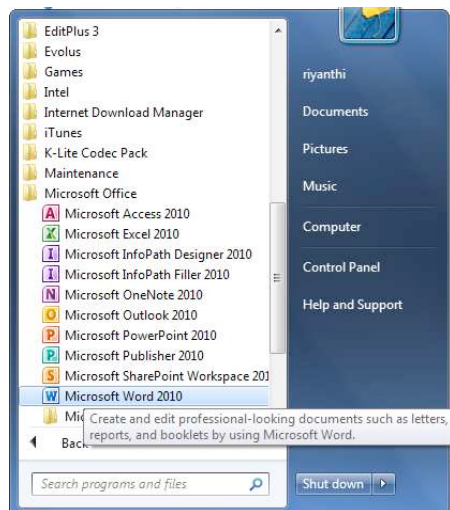 EditPlus 3
Evolus
Games
Intel
Internet Download Manager
iTunes
K-Lite Codec Pack
Maintenance
Microsoft Office
Microsoft Access 2010
Microsoft Excel 2010
Microsoft InfoPath Designer 2010
Microsoft InfoPath Filler 2010
Microsoft OneNote 2010
Microsoft Outlook 2010
Microsoft PowerPoint 2010
Microsoft Publisher 2010
Microsoft SharePoint Workspace 201
Microsoft Word 2010
Mic
Create and edit professional-looking documents such as letters,
reports, and booklets by using Microsoft Word.
Back
Search programs and files
riyanthi
Documents
Pictures
Music
Computer
Control Panel
Help and Support
Shut down